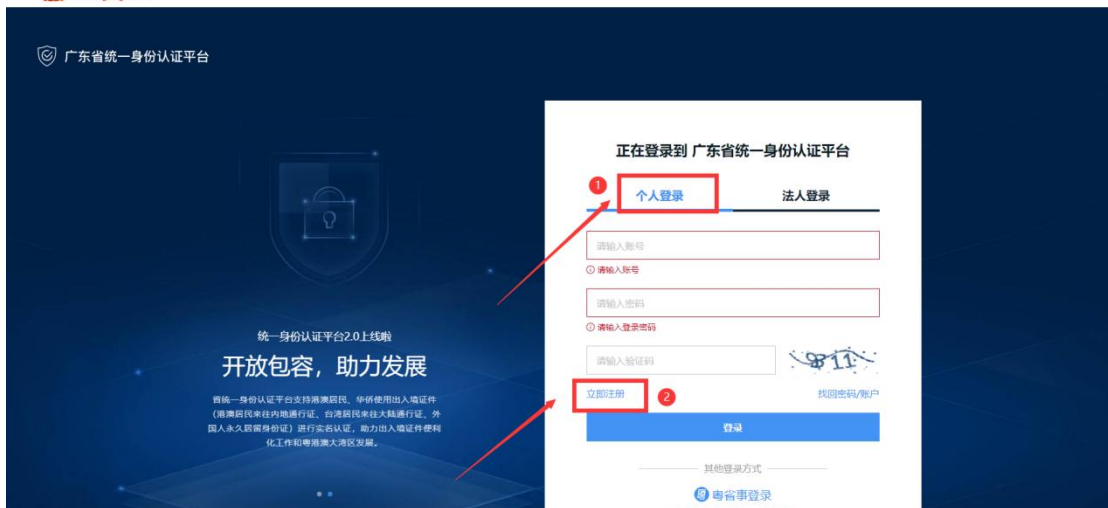 广东省统一身份认证平台
正在登录到 广东省统一身份认证平台
1
个人登录
法人登录
请输入账号
请输入账号
请输入密码
请输入登录密码
请输入验证码
立即注册
2
找回密码/账户
登录
其他登录方式
粤省事登录
统一身份认证平台2.0上线啦
开放包容，助力发展
省统一身份认证平台支持港澳居民、华侨使用出入境证件
（港澳居民来往内地通行证、台湾居民来往大陆通行证、外
国人永久居留身份证）进行实名认证，助力出入境证件便利
化工作和粤港澳大湾区发展。